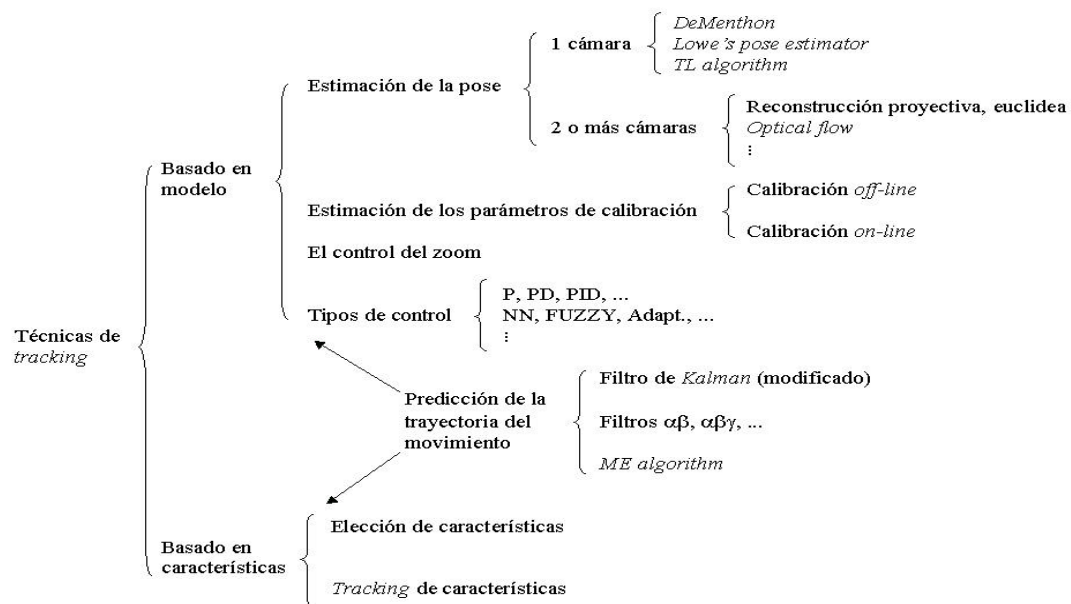 DeMenthon
1 cámara
Lowe's pose estimator
TL algorithm
Estimación de la pose
Reconstrucción proyectiva, euclidea
2 o más cámaras
Optical flow
⋮
Basado en
modelo
Calibración off-line
Estimación de los parámetros de calibración
Calibración on-line
El control del zoom
P, PD, PID, ...
Tipos de control
NN, FUZZY, Adapt., ...
⋮
Técnicas de
tracking
Filtro de Kalman (modificado)
Predicción de la
trayectoria del
movimiento
Filtros αβ, αβγ, ...
ME algorithm
Elección de características
Basado en
características
Tracking de características